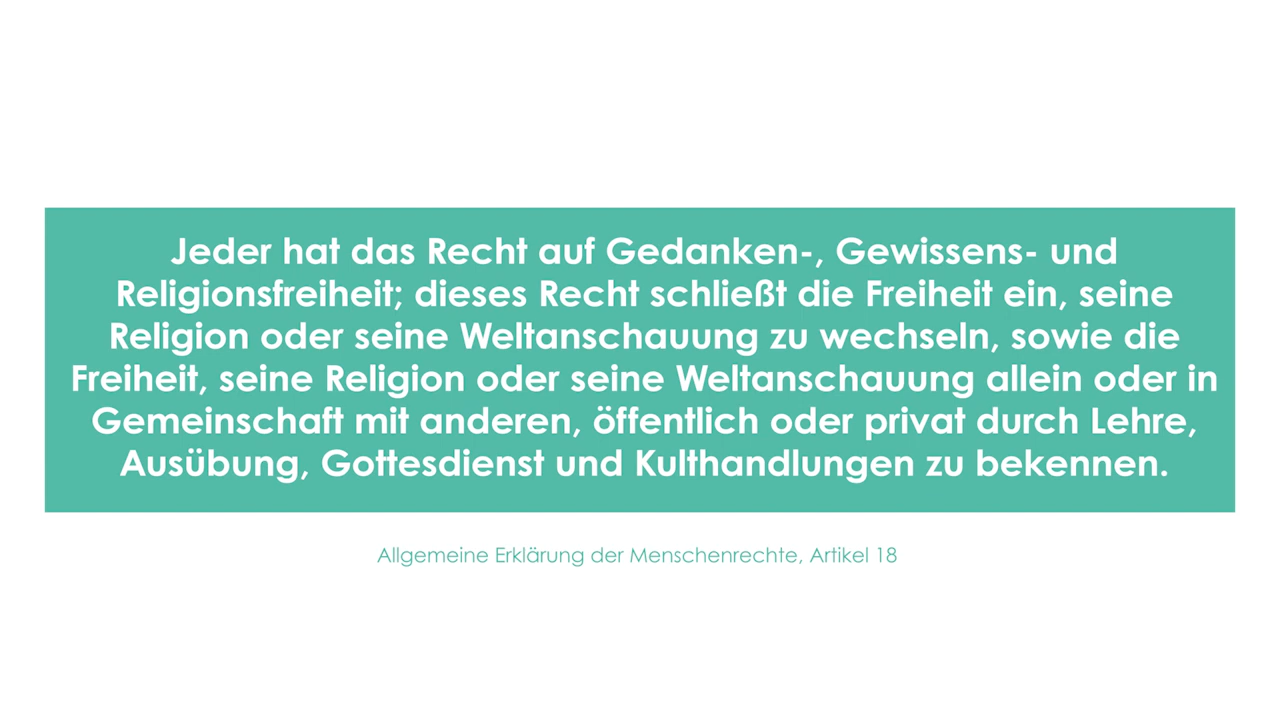 Jeder hat das Recht auf Gedanken-, Gewissens- und
Religionsfreiheit; dieses Recht schließt die Freiheit ein, seine
Religion oder seine Weltanschauung zu wechseln, sowie die
Freiheit, seine Religion oder seine Weltanschauung allein oder in
Gemeinschaft mit anderen, öffentlich oder privat durch Lehre,
Ausübung, Gottesdienst und Kulthandlungen zu bekennen.
Allgemeine Erklärung der Menschenrechte, Artikel 18